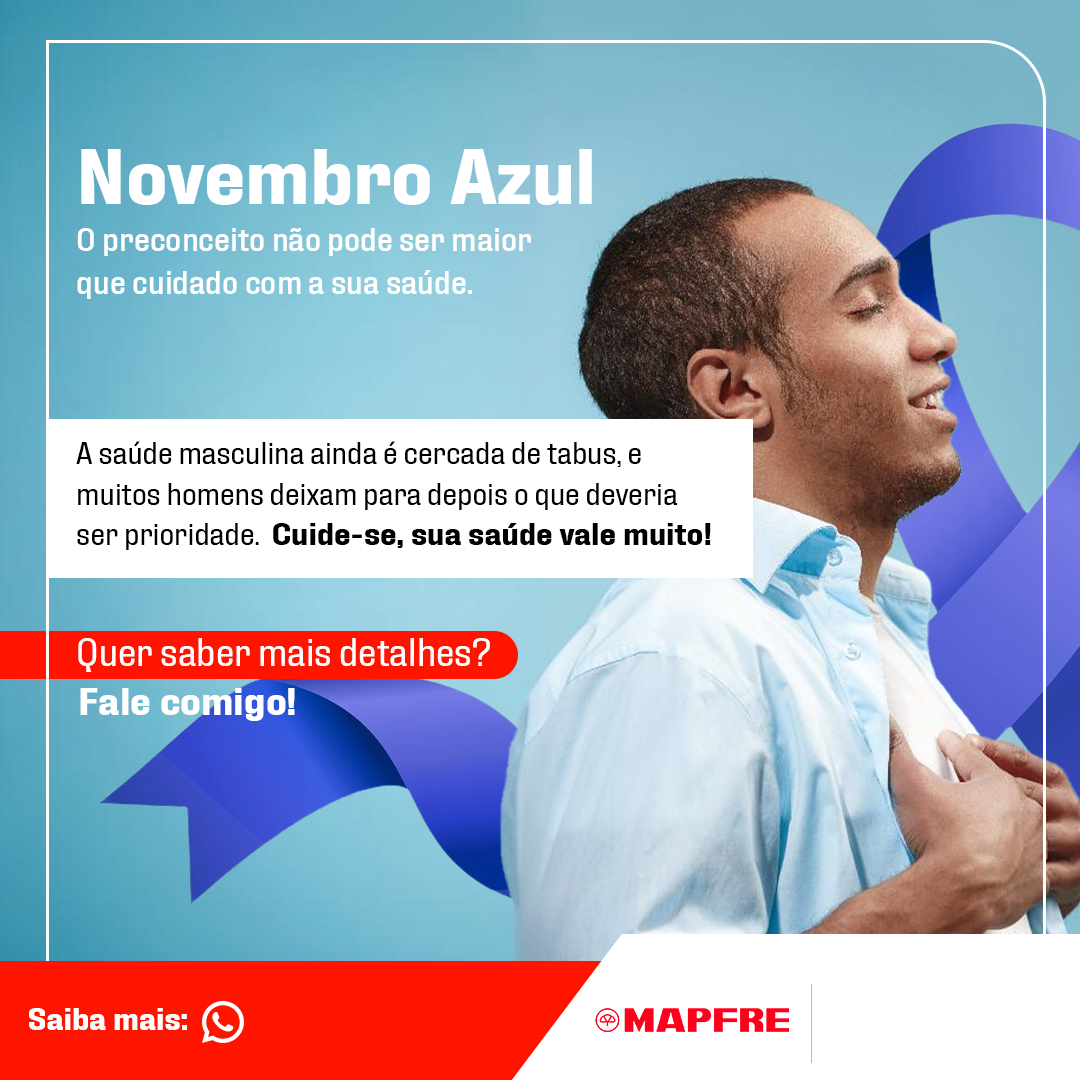 Novembro Azul
O preconceito não pode ser maior
que cuidado com a sua saúde.
A saúde masculina ainda é cercada de tabus, e
muitos homens deixam para depois o que deveria
ser prioridade. Cuide-se, sua saúde vale muito!
Quer saber mais detalhes?
Fale comigo!
Saiba mais:
MAPFRE